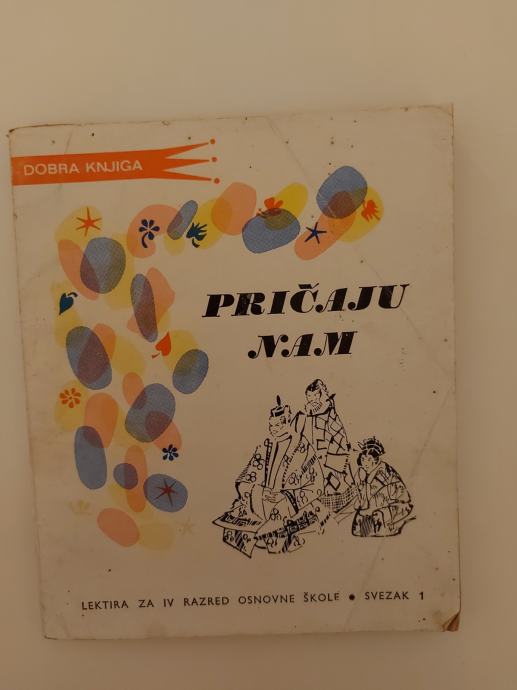 DOBRA KNJIGA
PRIČAJU
NAM
LEKTIRA ZA IV RAZRED OSNOVNE ŠKOLE • SVEZAK 1